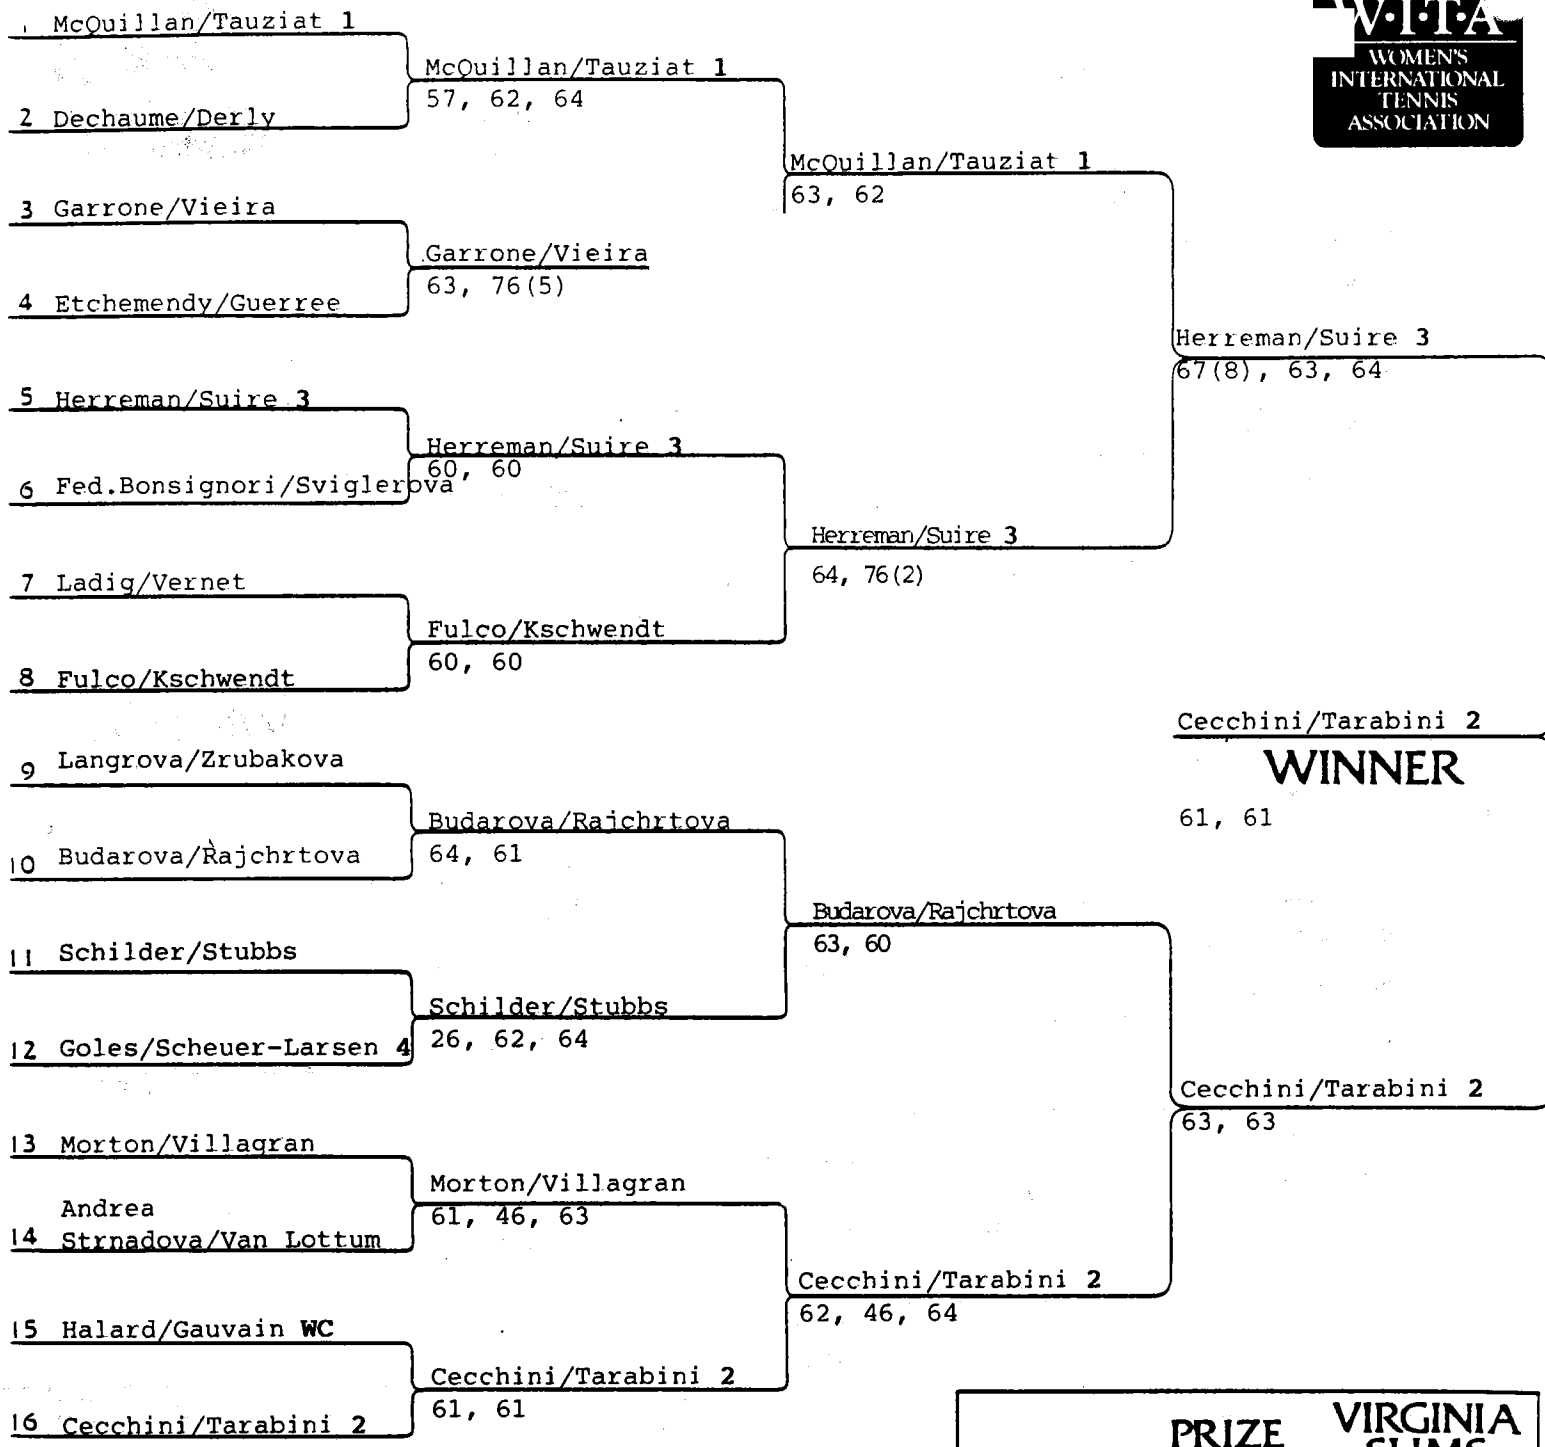 W·I·T·A
WOMEN'S
INTERNATIONAL
TENNIS
ASSOCIATION
1 McQuillan/Tauziat 1
2 Dechaume/Derly
3 Garrone/Vieira
4 Etchemendy/Guerree
5 Herreman/Suire 3
6 Fed.Bonsignori/Sviglerova
7 Ladig/Vernet
8 Fulco/Kschwendt
9 Langrova/Zrubakova
10 Budarova/Rajchrtova
11 Schilder/Stubbs
12 Goles/Scheuer-Larsen 4
13 Morton/Villagran
Andrea
14 Strnadova/Van Lottum
15 Halard/Gauvain WC
16 Cecchini/Tarabini 2
McQuillan/Tauziat 1
57, 62, 64
Garrone/Vieira
63, 76(5)
Herreman/Suire 3
60, 60
Fulco/Kschwendt
60, 60
Budarova/Rajchrtova
64, 61
Schilder/Stubbs
26, 62, 64
Morton/Villagran
61, 46, 63
Cecchini/Tarabini 2
61, 61
McQuillan/Tauziat 1
63, 62
Herreman/Suire 3
64, 76(2)
Budarova/Rajchrtova
63, 60
Cecchini/Tarabini 2
62, 46, 64
Herreman/Suire 3
67(8), 63, 64
Cecchini/Tarabini 2
63, 63
Cecchini/Tarabini 2
WINNER
61, 61
PRIZE
VIRGINIA
SLIMS